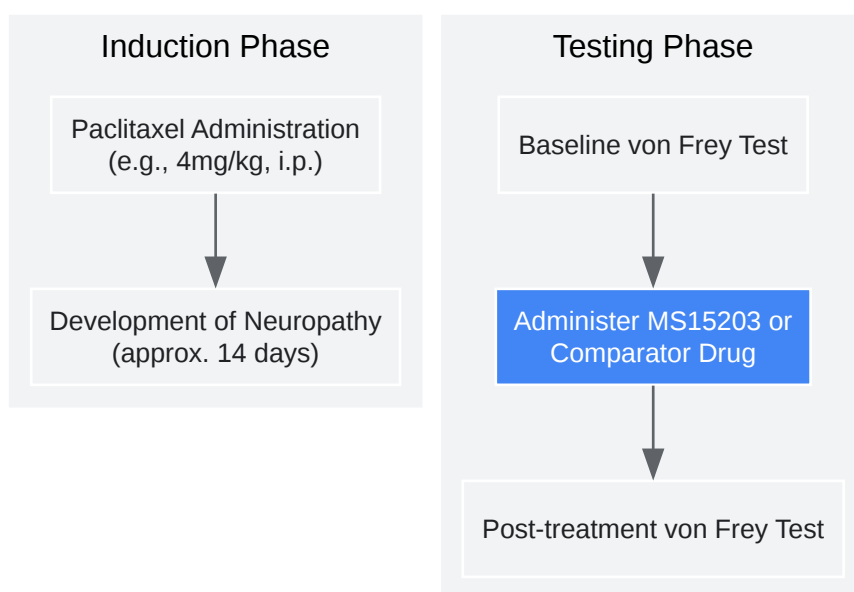 Induction Phase
Paclitaxel Administration
(e.g., 4mg/kg, i.p.)
Development of Neuropathy
(approx. 14 days)
Testing Phase
Baseline von Frey Test
Administer MS15203 or
Comparator Drug
Post-treatment von Frey Test